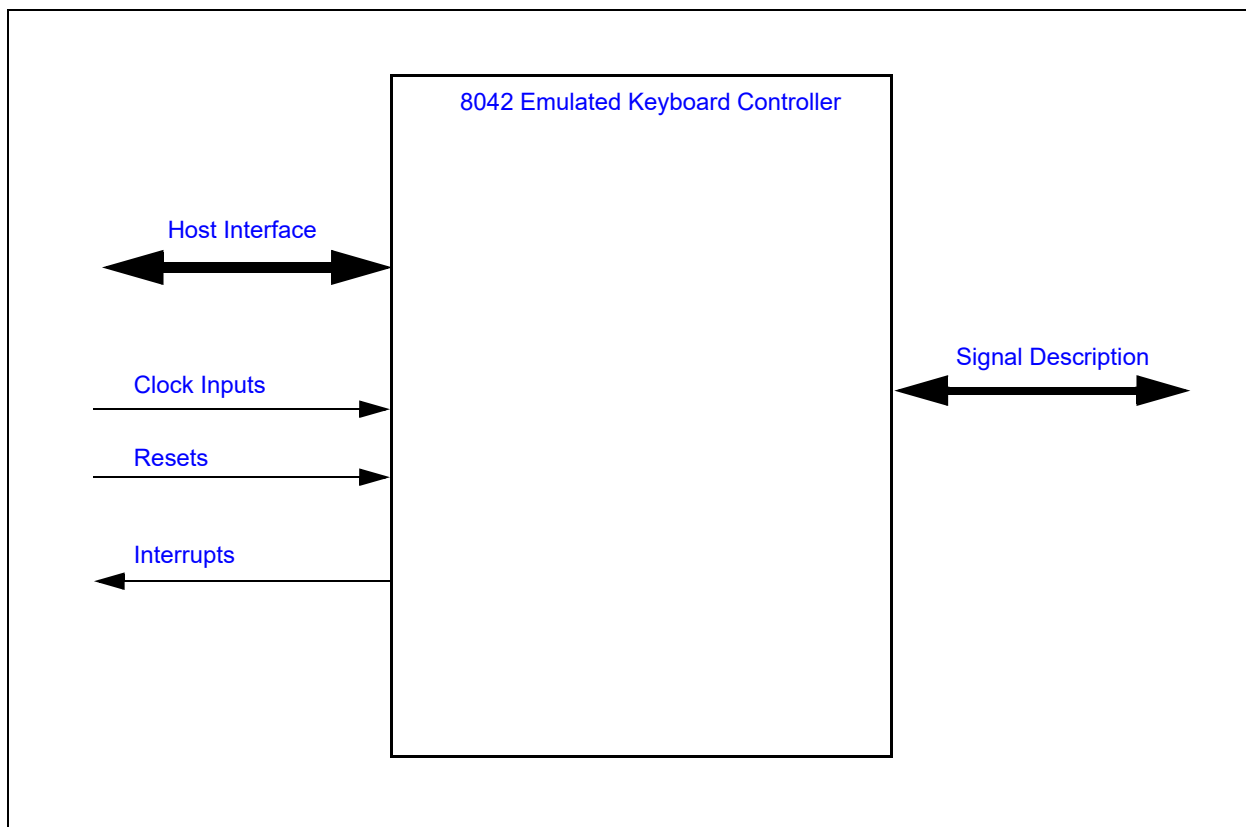 8042 Emulated Keyboard Controller
Host Interface
Signal Description
Clock Inputs
Resets
Interrupts